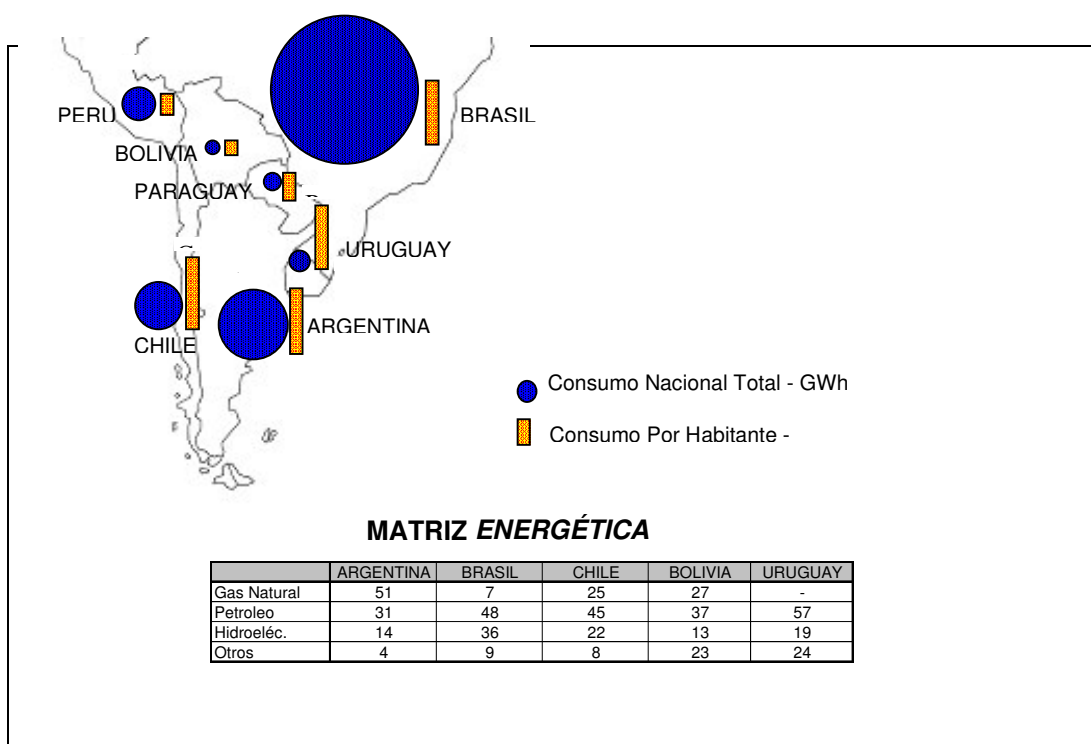 PERU
BRASIL
BOLIVIA
PARAGUAY
URUGUAY
ARGENTINA
CHILE
Consumo Nacional Total - GWh
Consumo Por Habitante -
MATRIZ ENERGÉTICA
ARGENTINA BRASIL CHILE BOLIVIA URUGUAY
Gas Natural 51 7 25 27 -
Petroleo 31 48 45 37 57
Hidroeléc. 14 36 22 13 19
Otros 4 9 8 23 24